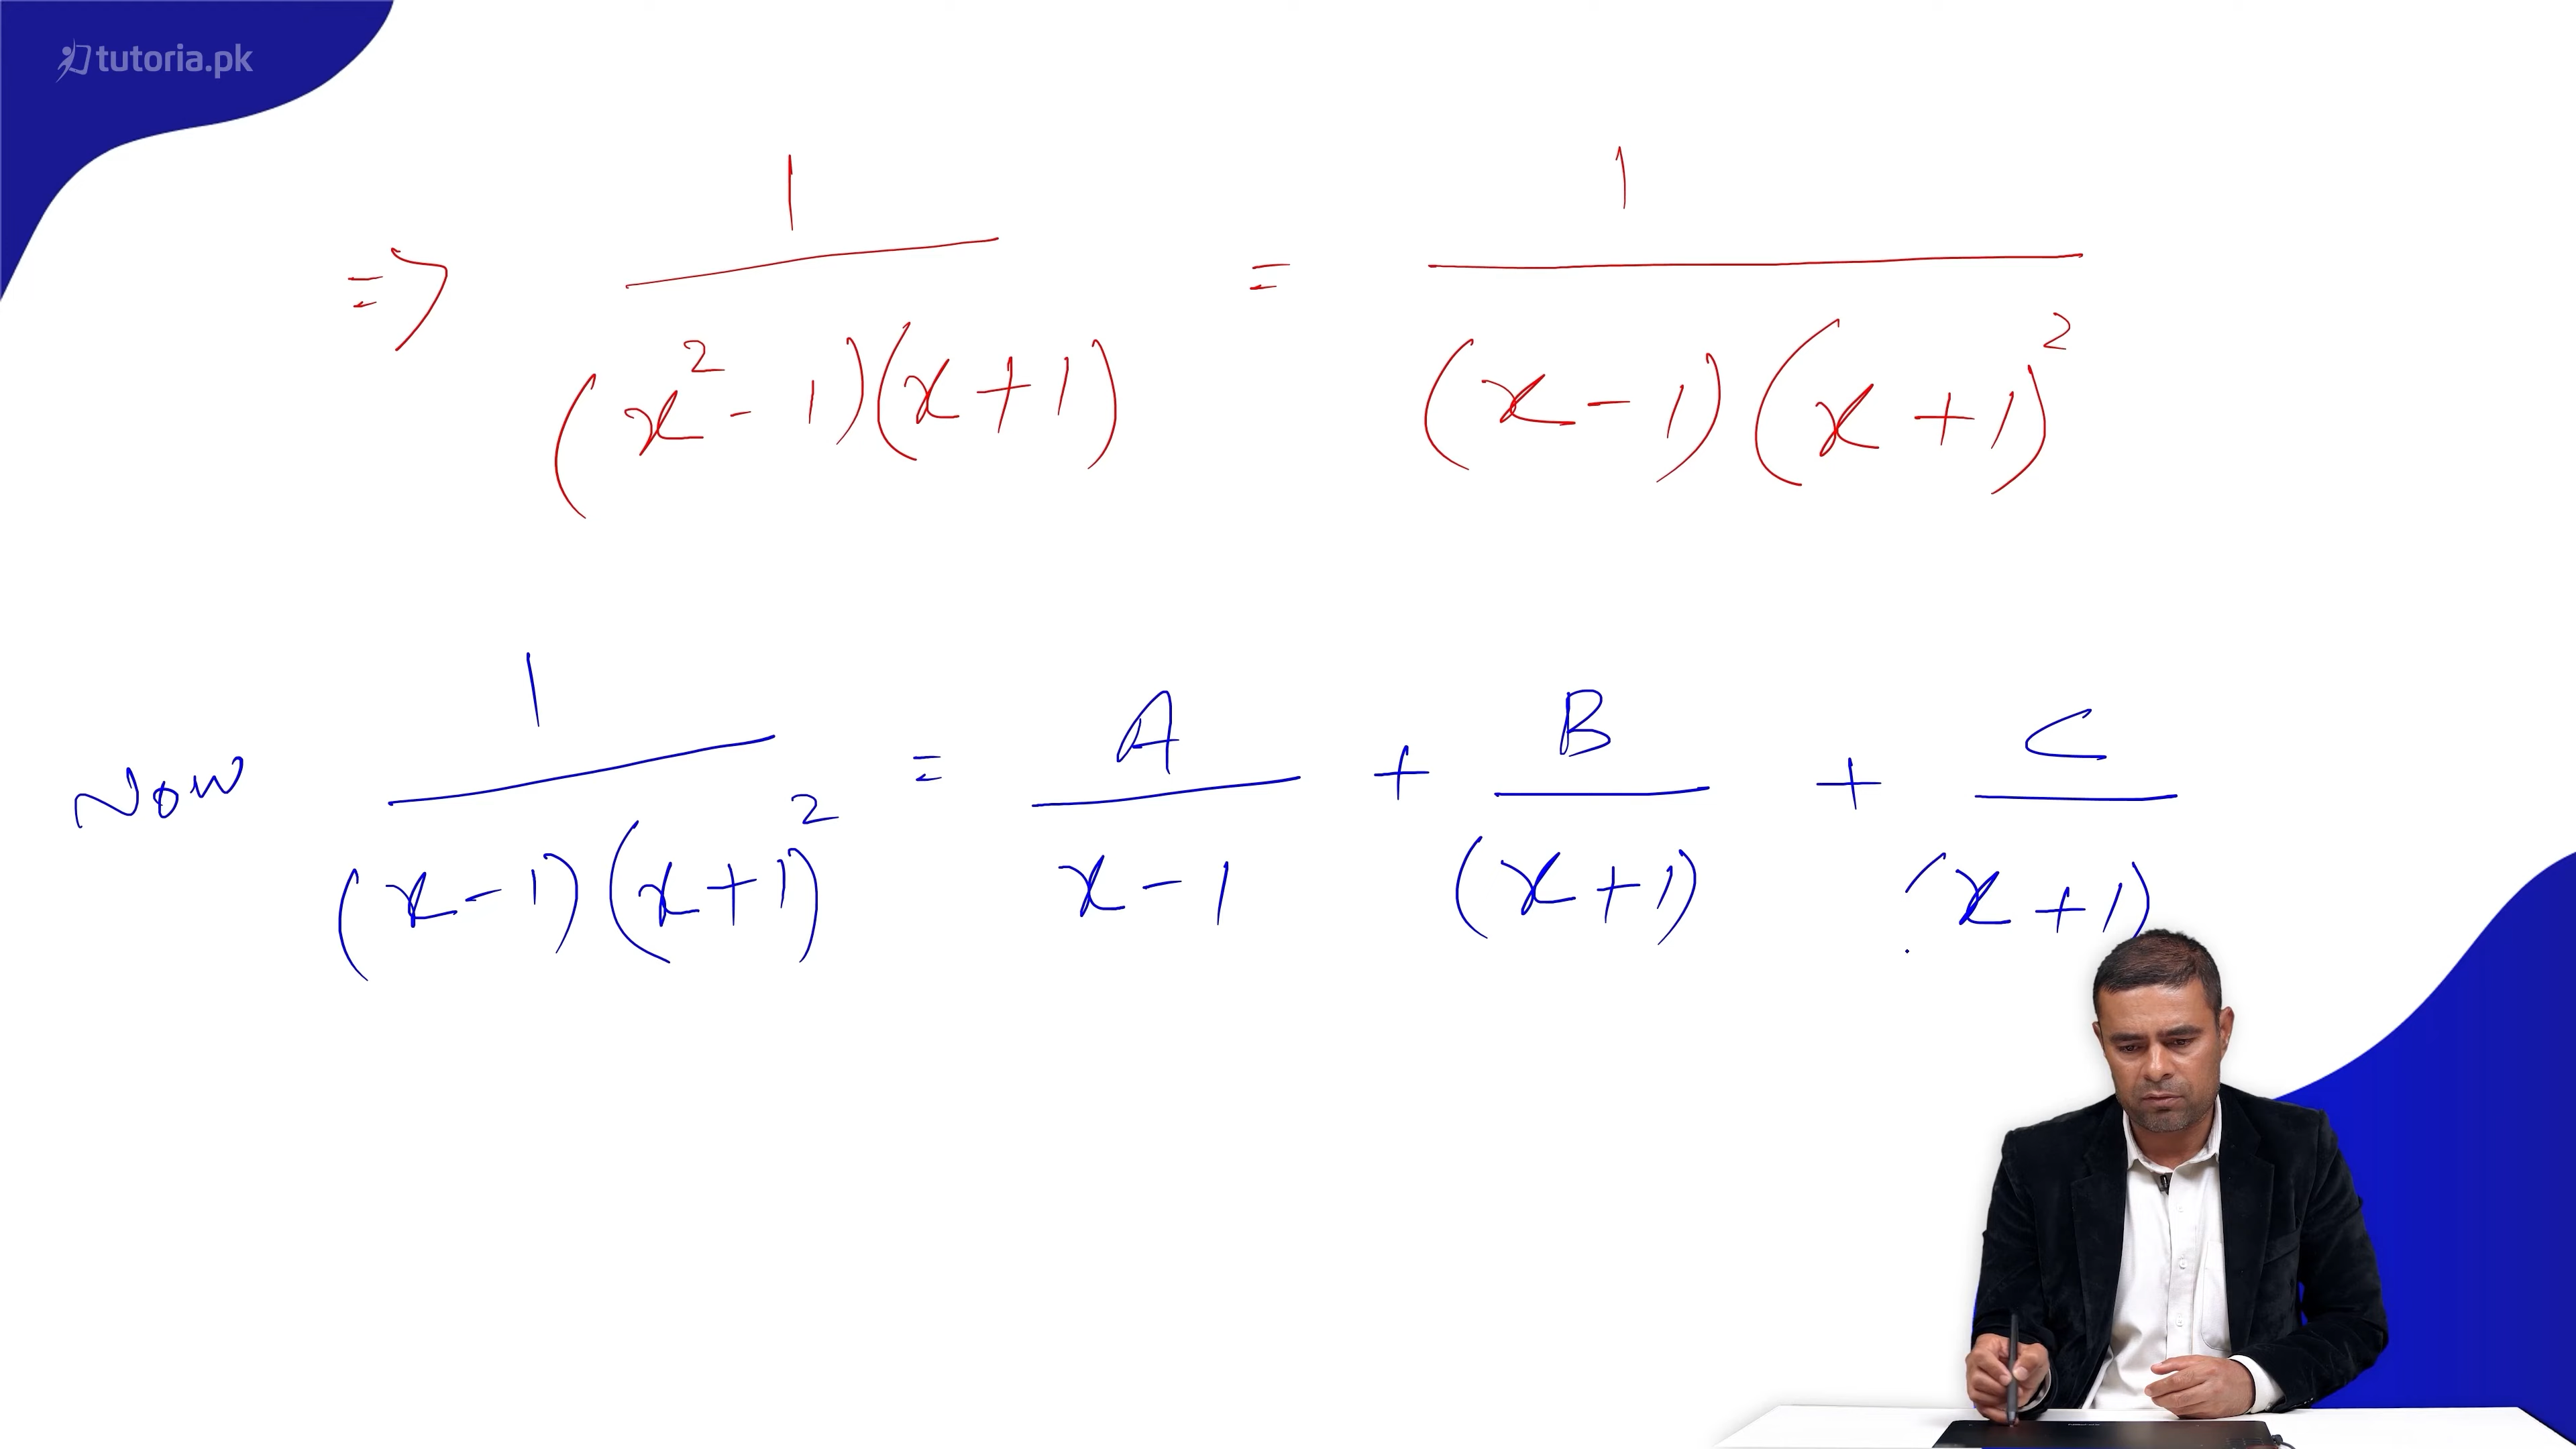 tutoria.pk
=> 1/((x²-1)(x+1)) = 1/((x-1)(x+1)²)
Now 1/((x-1)(x+1)²) = A/(x-1) + B/(x+1) + C/(x+1)